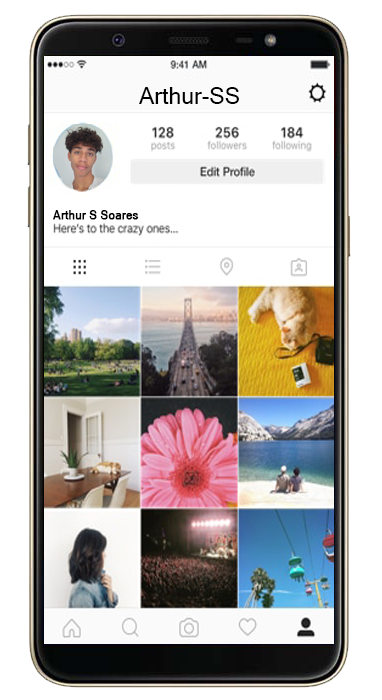 9:41 AM
Arthur-SS
128 256 184
posts followers following
Edit Profile
Arthur S Soares
Here's to the crazy ones...